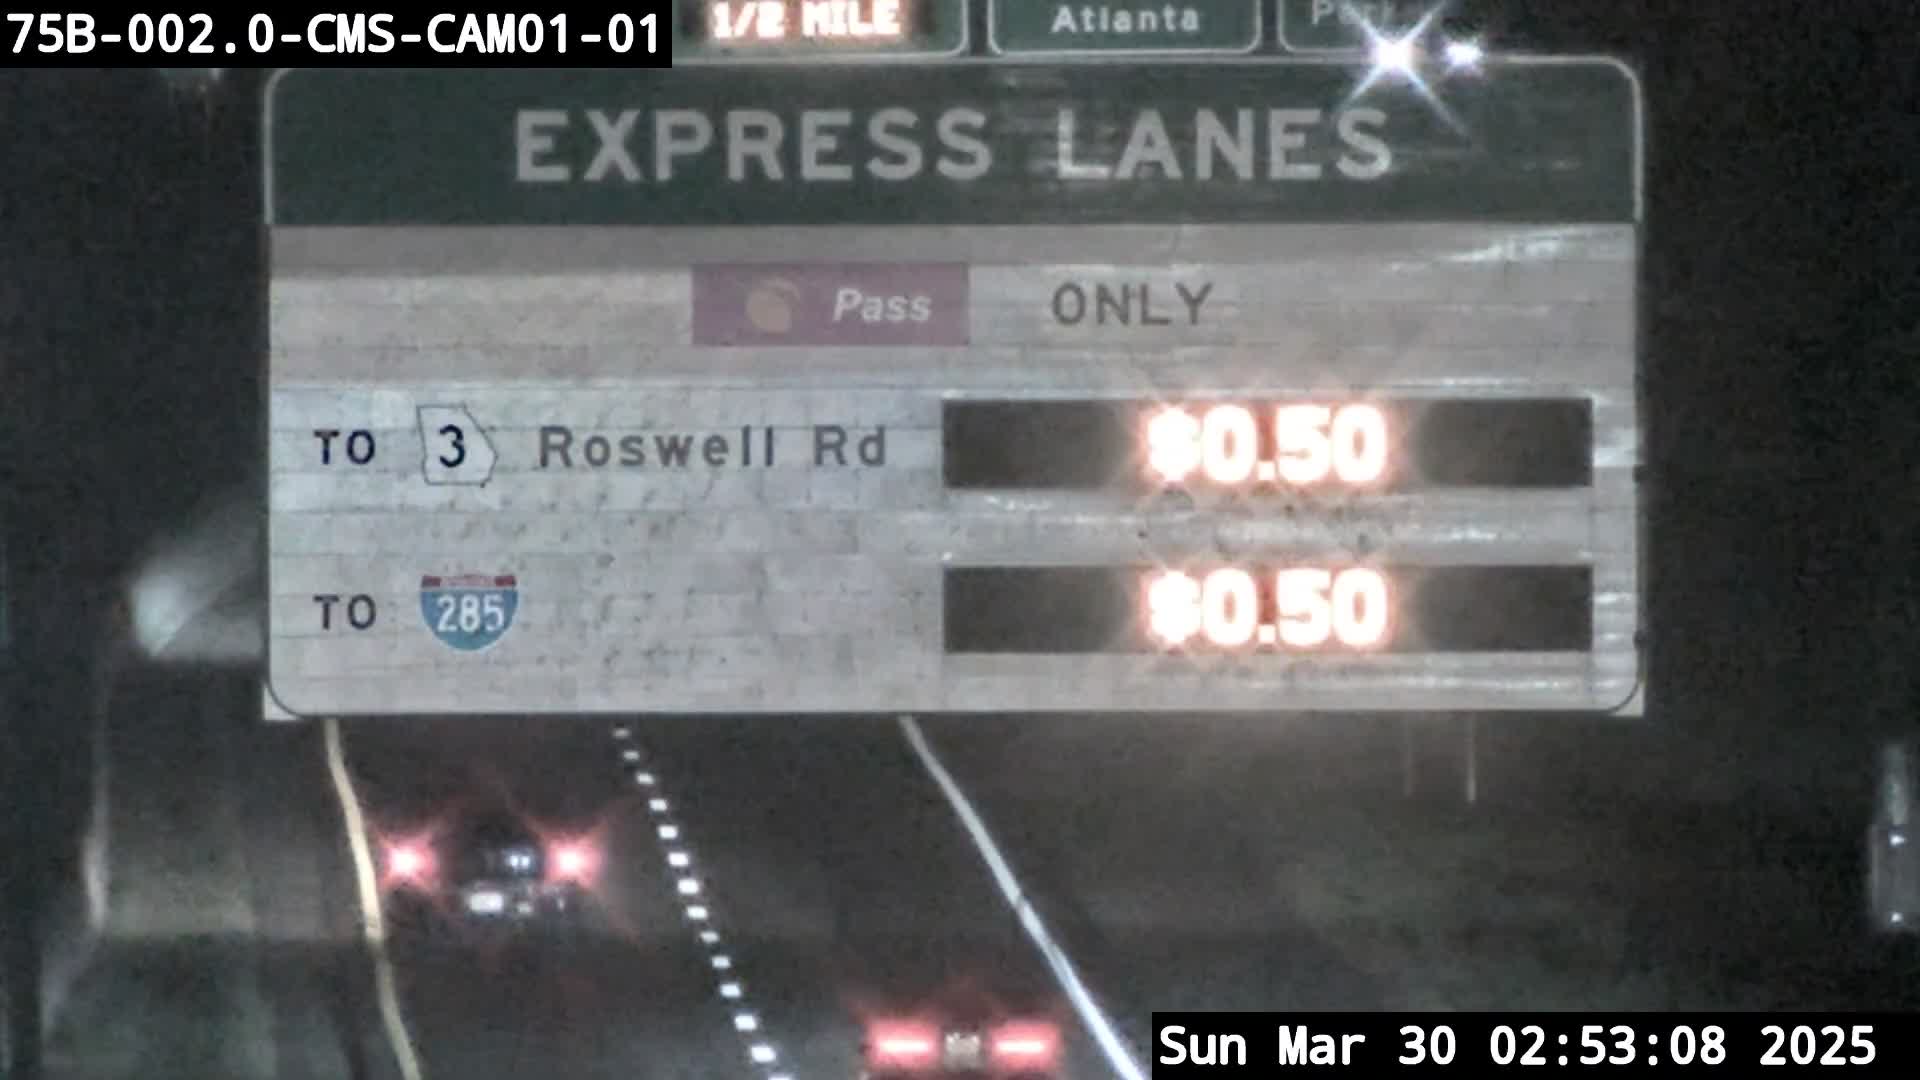 75B-002.0-CMS-CAM01-01
1/2 MILE
Atlanta
Park
EXPRESS LANES
Pass ONLY
TO 3 Roswell Rd $0.50
TO 285 $0.50
Sun Mar 30 02:53:08 2025